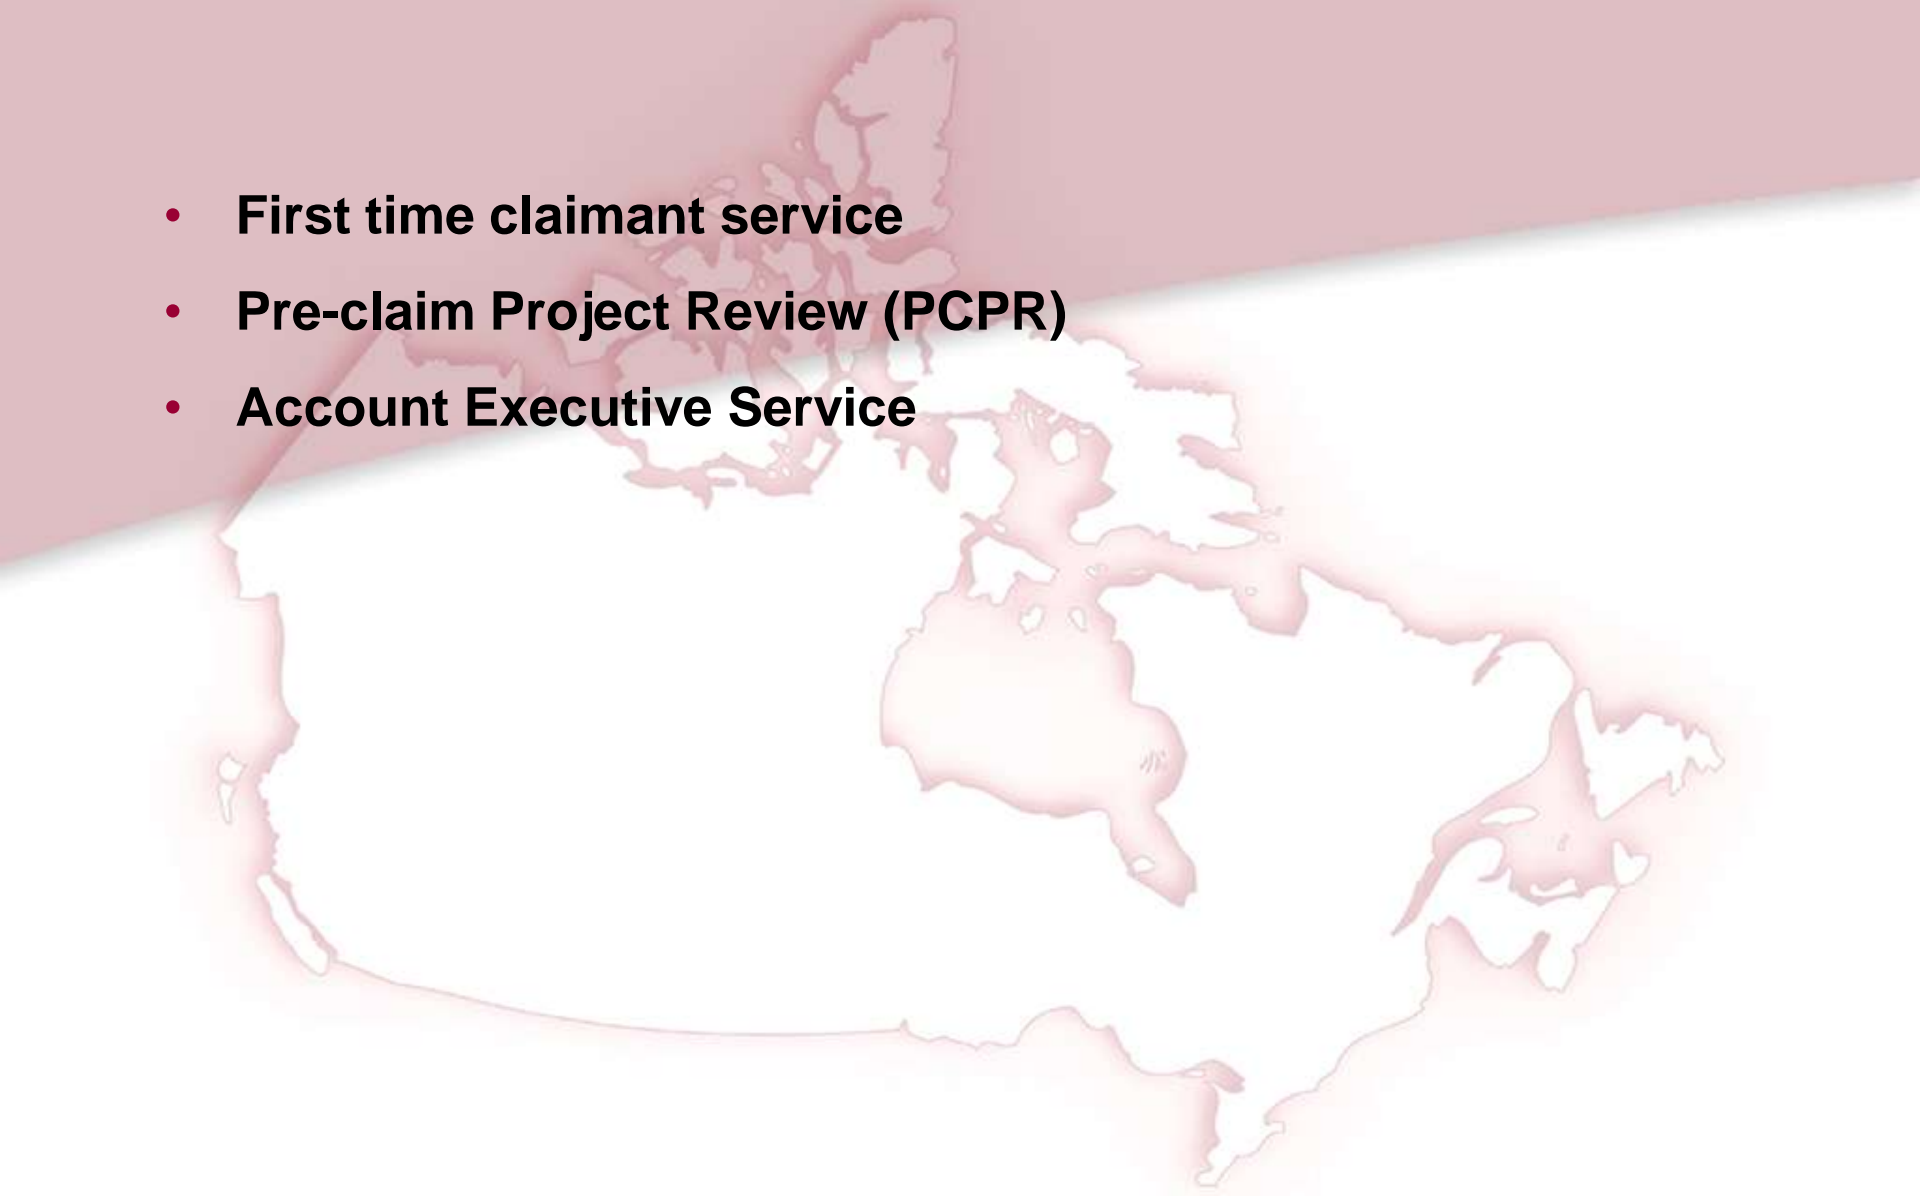 • First time claimant service
• Pre-claim Project Review (PCPR)
• Account Executive Service